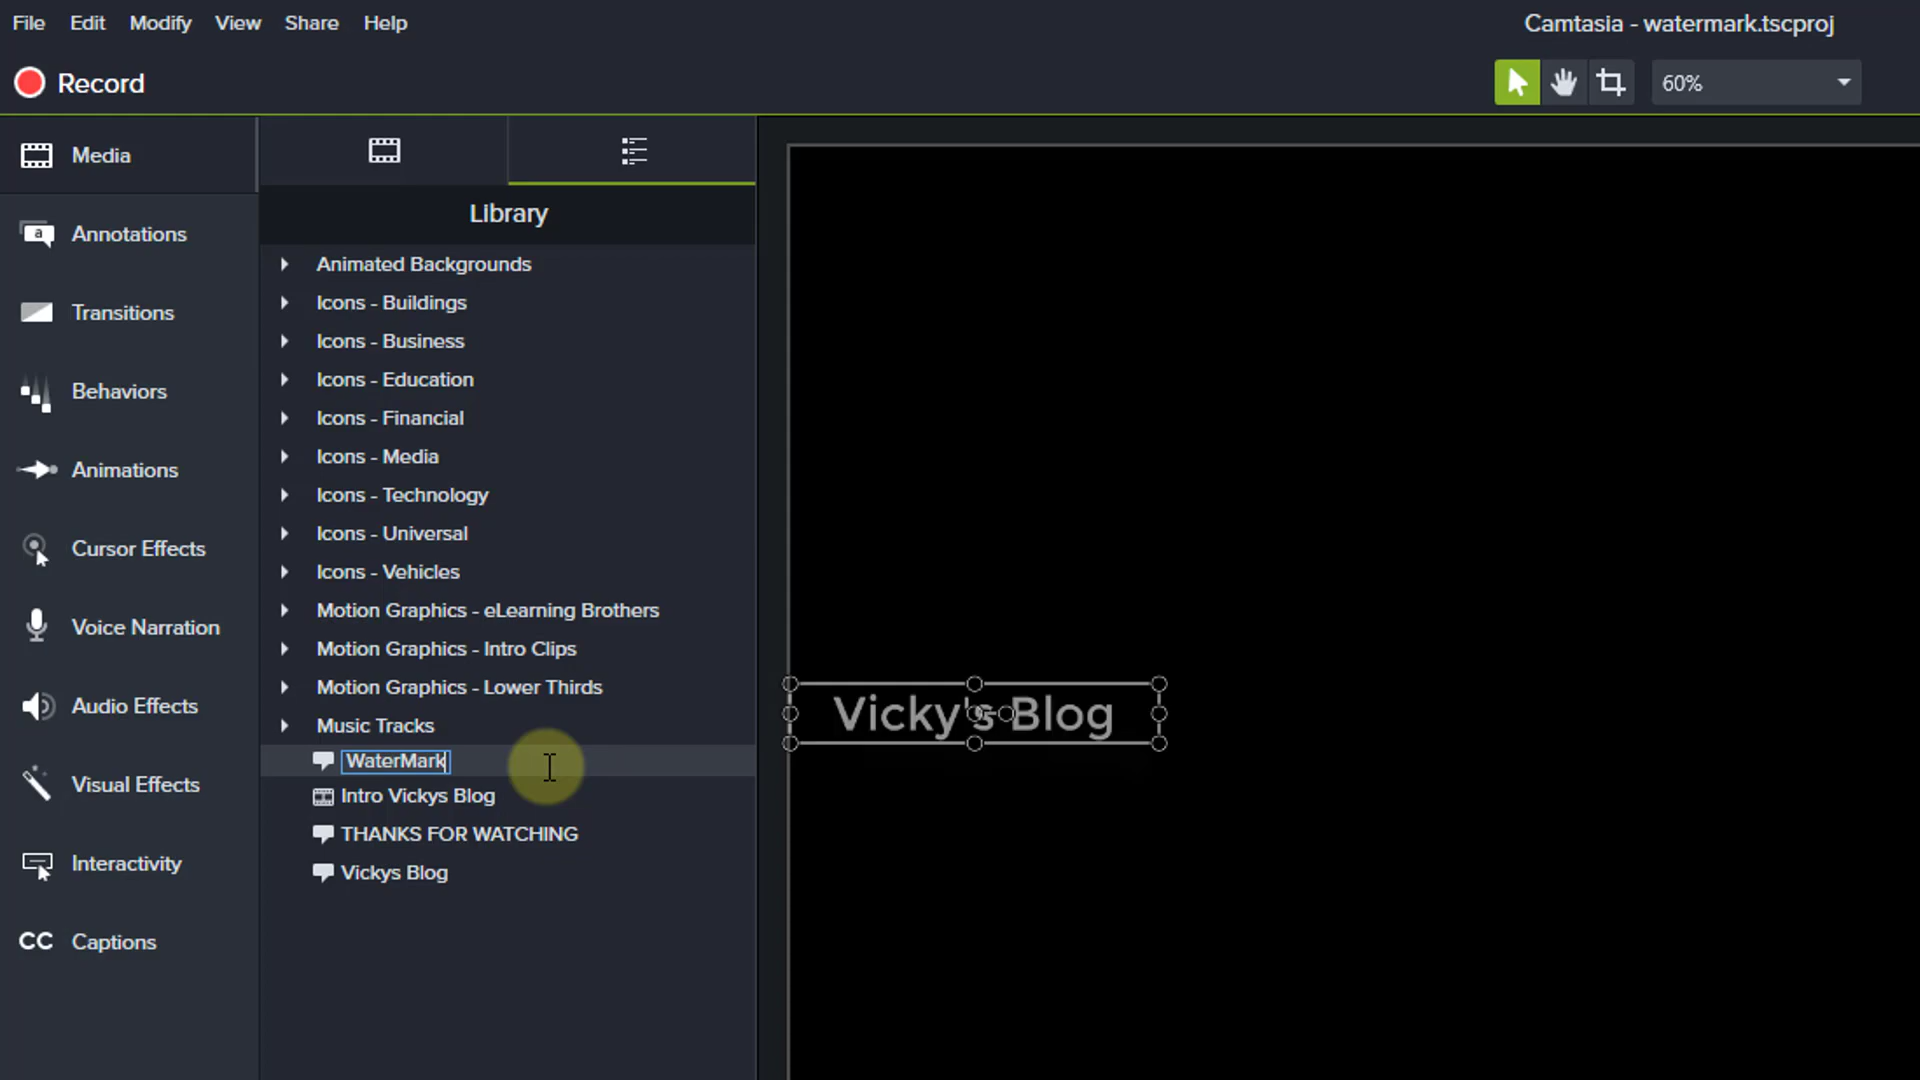 File Edit Modify View Share Help
Camtasia - watermark.tscproj
Record
60%
Media
Annotations
Transitions
Behaviors
Animations
Cursor Effects
Voice Narration
Audio Effects
Visual Effects
Interactivity
CC Captions
Library
Animated Backgrounds
Icons - Buildings
Icons - Business
Icons - Education
Icons - Financial
Icons - Media
Icons - Technology
Icons - Universal
Icons - Vehicles
Motion Graphics - eLearning Brothers
Motion Graphics - Intro Clips
Motion Graphics - Lower Thirds
Music Tracks
WaterMark
Intro Vickys Blog
THANKS FOR WATCHING
Vickys Blog
Vicky's Blog